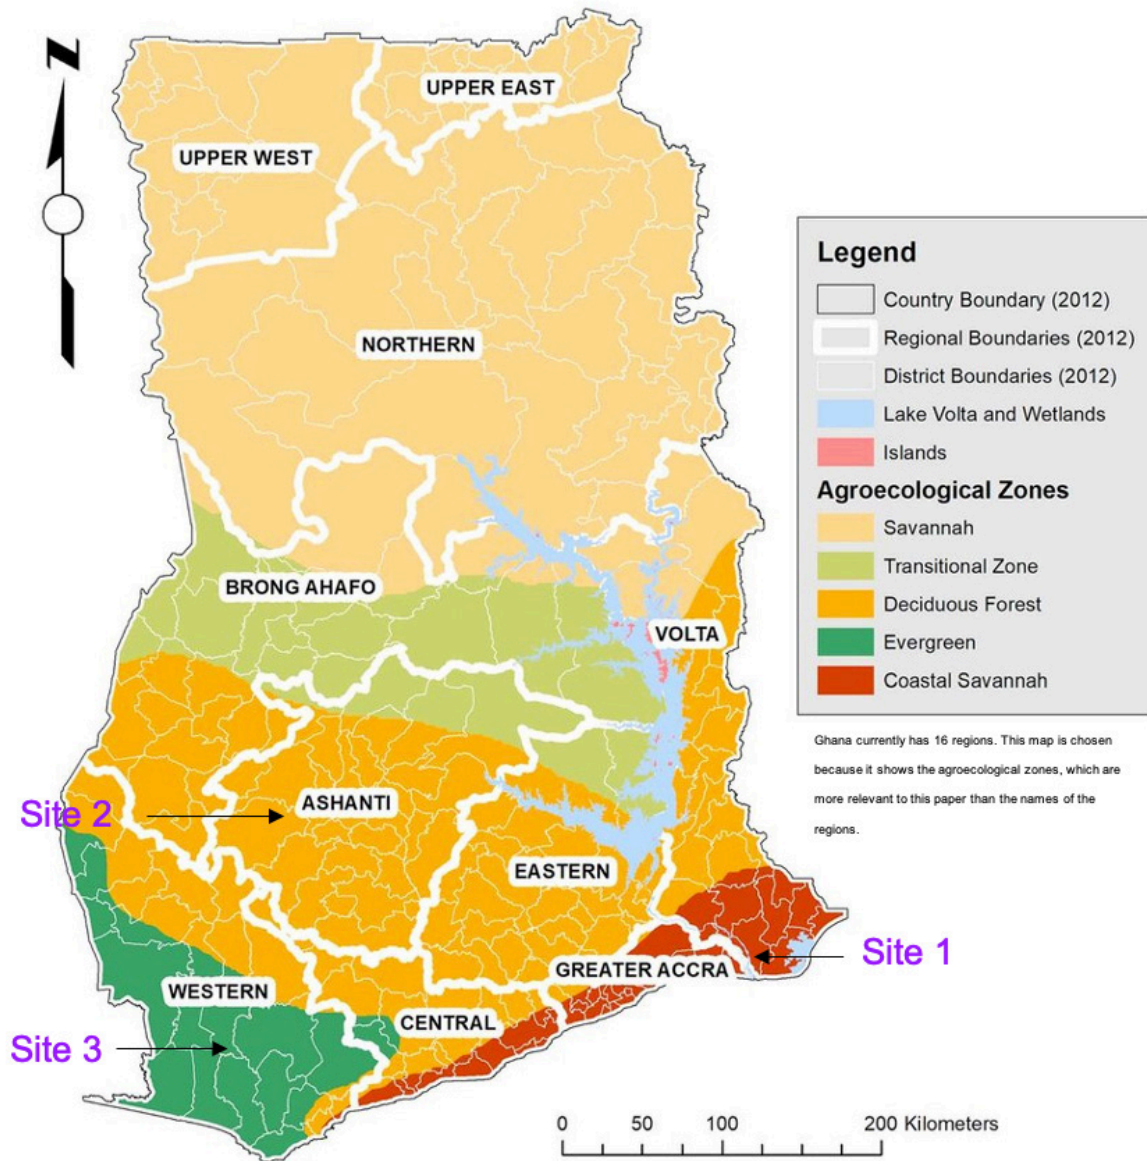 N
UPPER EAST
UPPER WEST
NORTHERN
BRONG AHAFO
VOLTA
Site 2
ASHANTI
EASTERN
Site 1
GREATER ACCRA
WESTERN
CENTRAL
Site 3
0 50 100 200 Kilometers
Legend
Country Boundary (2012)
Regional Boundaries (2012)
District Boundaries (2012)
Lake Volta and Wetlands
Islands
Agroecological Zones
Savannah
Transitional Zone
Deciduous Forest
Evergreen
Coastal Savannah
Ghana currently has 16 regions. This map is chosen
because it shows the agroecological zones, which are
more relevant to this paper than the names of the
regions.